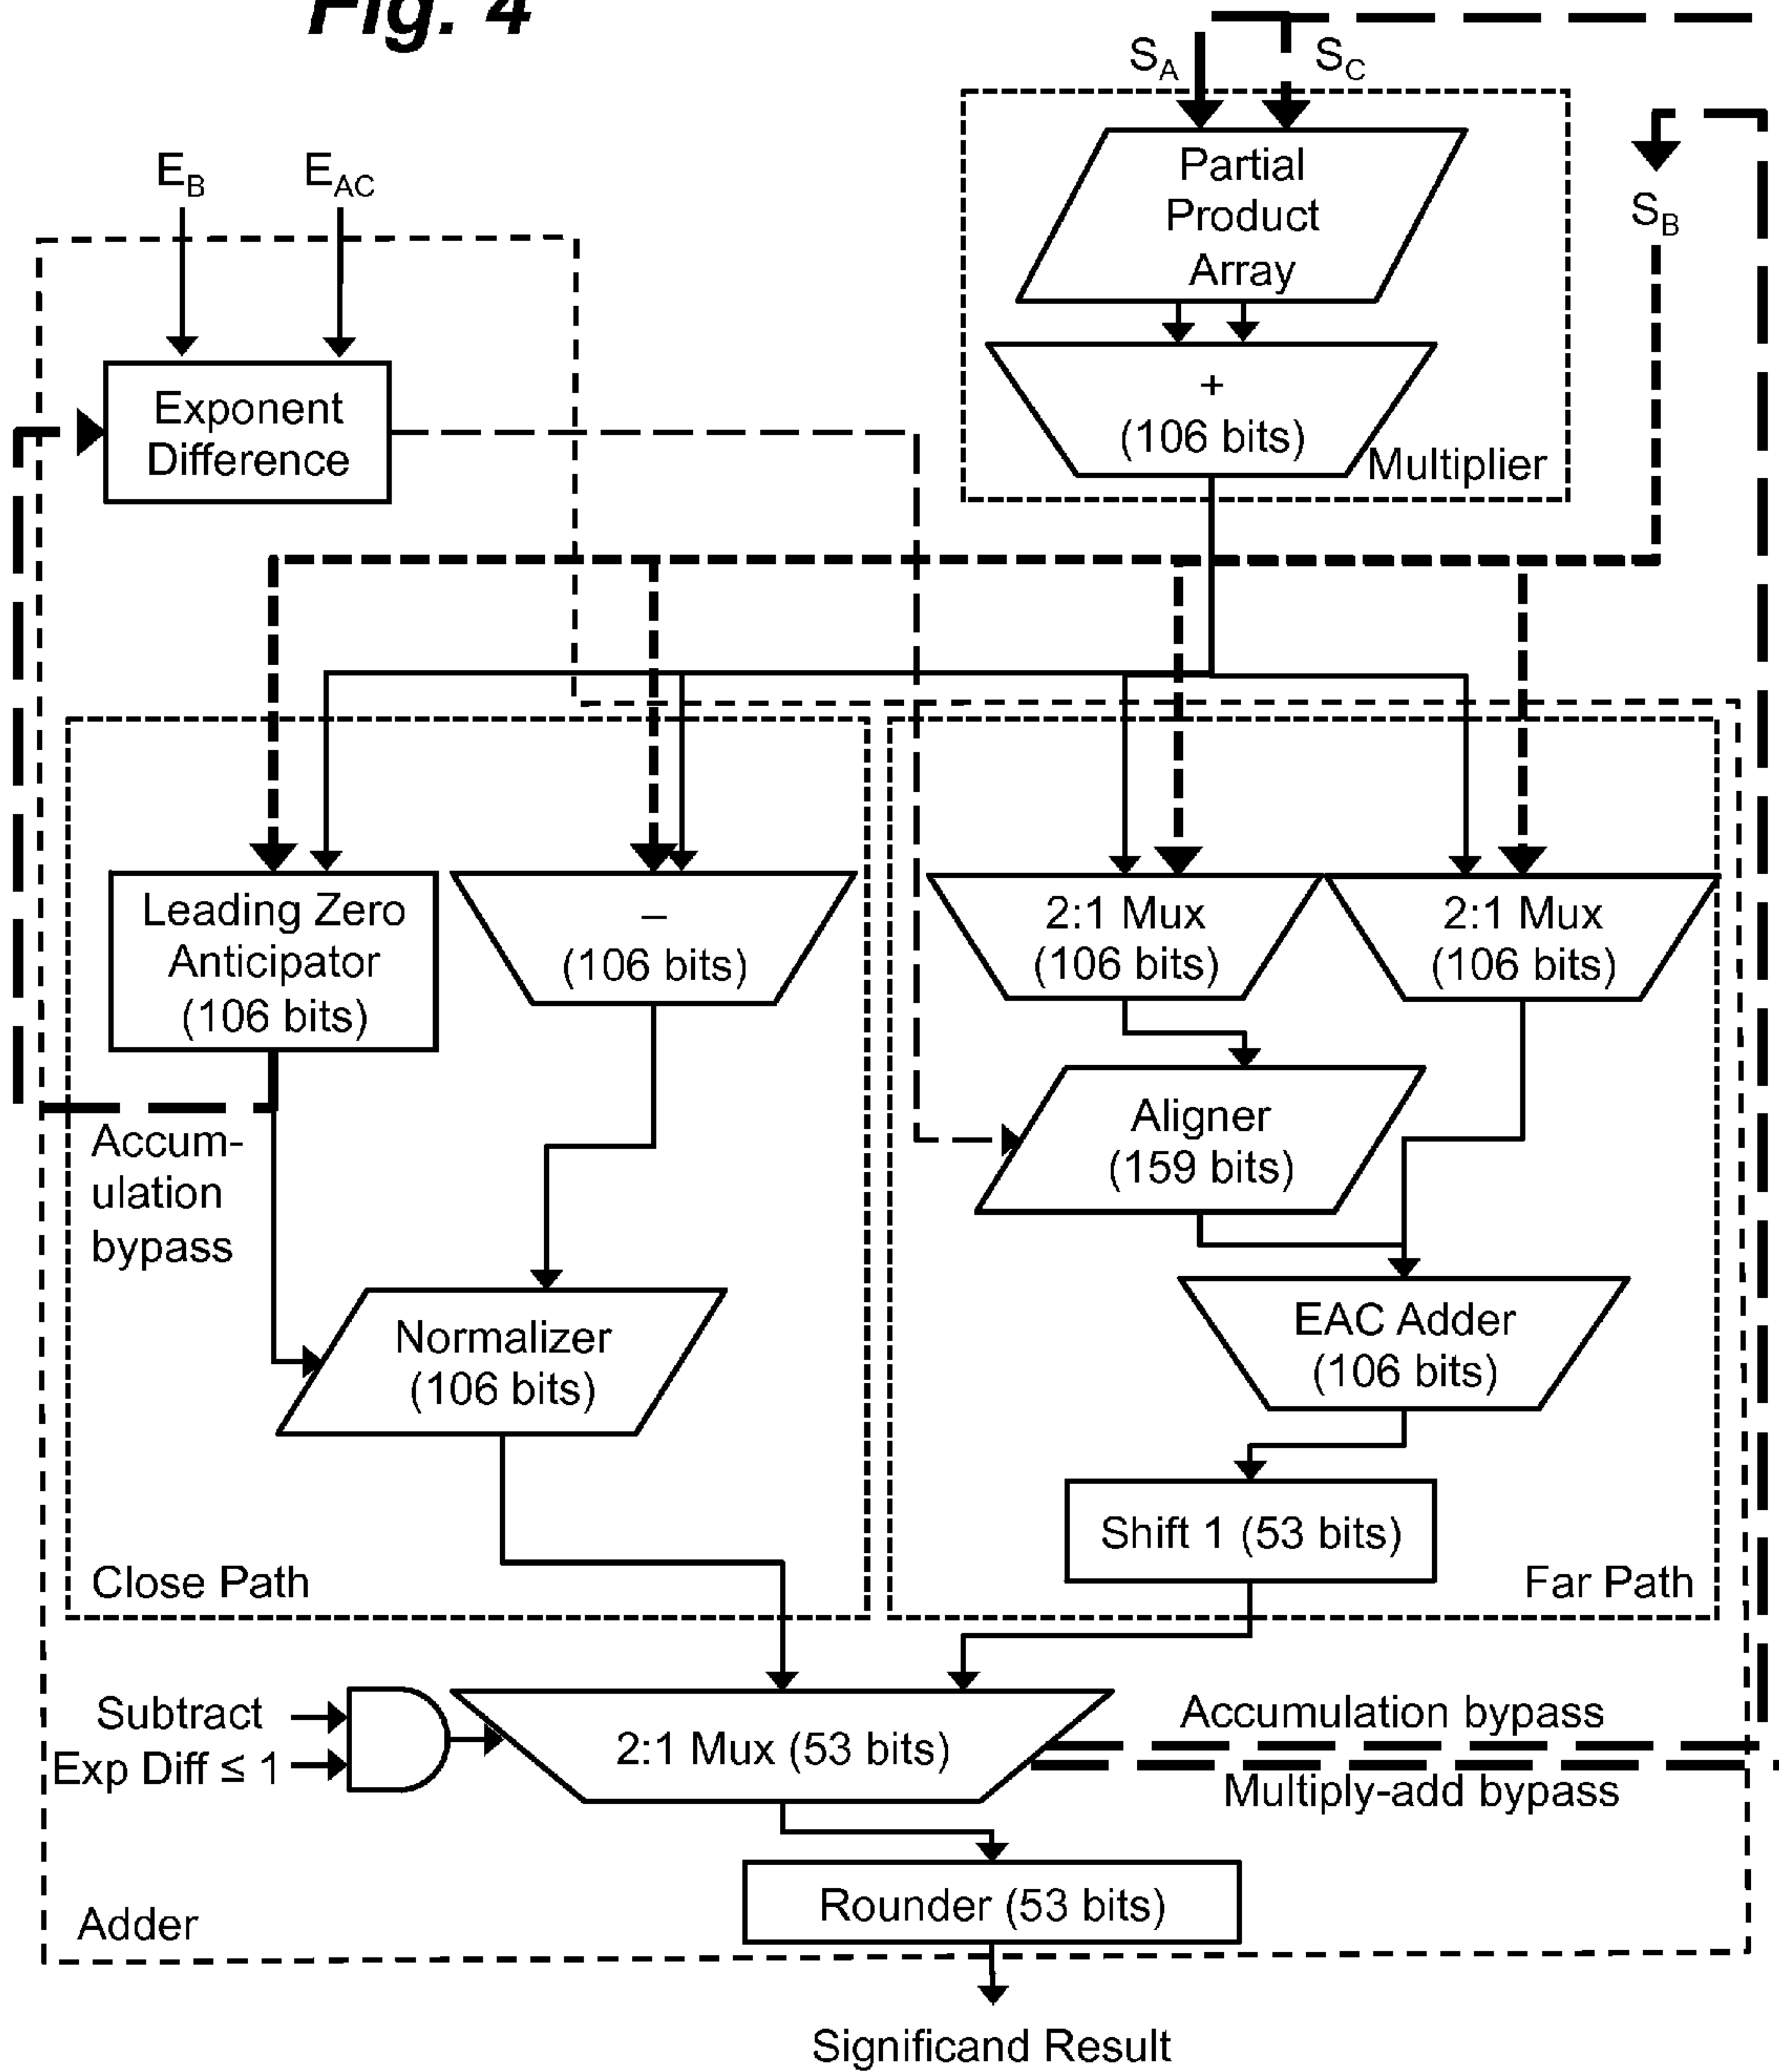 Fig. 4
S_A
S_C
Partial
Product
Array
E_B
E_AC
S_B
+
(106 bits)
Multiplier
Exponent
Difference
Leading Zero
Anticipator
(106 bits)
–
(106 bits)
2:1 Mux
(106 bits)
2:1 Mux
(106 bits)
Accum-
ulation
bypass
Aligner
(159 bits)
Normalizer
(106 bits)
EAC Adder
(106 bits)
Shift 1 (53 bits)
Close Path
Far Path
Subtract
Exp Diff ≤ 1
2:1 Mux (53 bits)
Accumulation bypass
Multiply-add bypass
Rounder (53 bits)
Adder
Significand Result